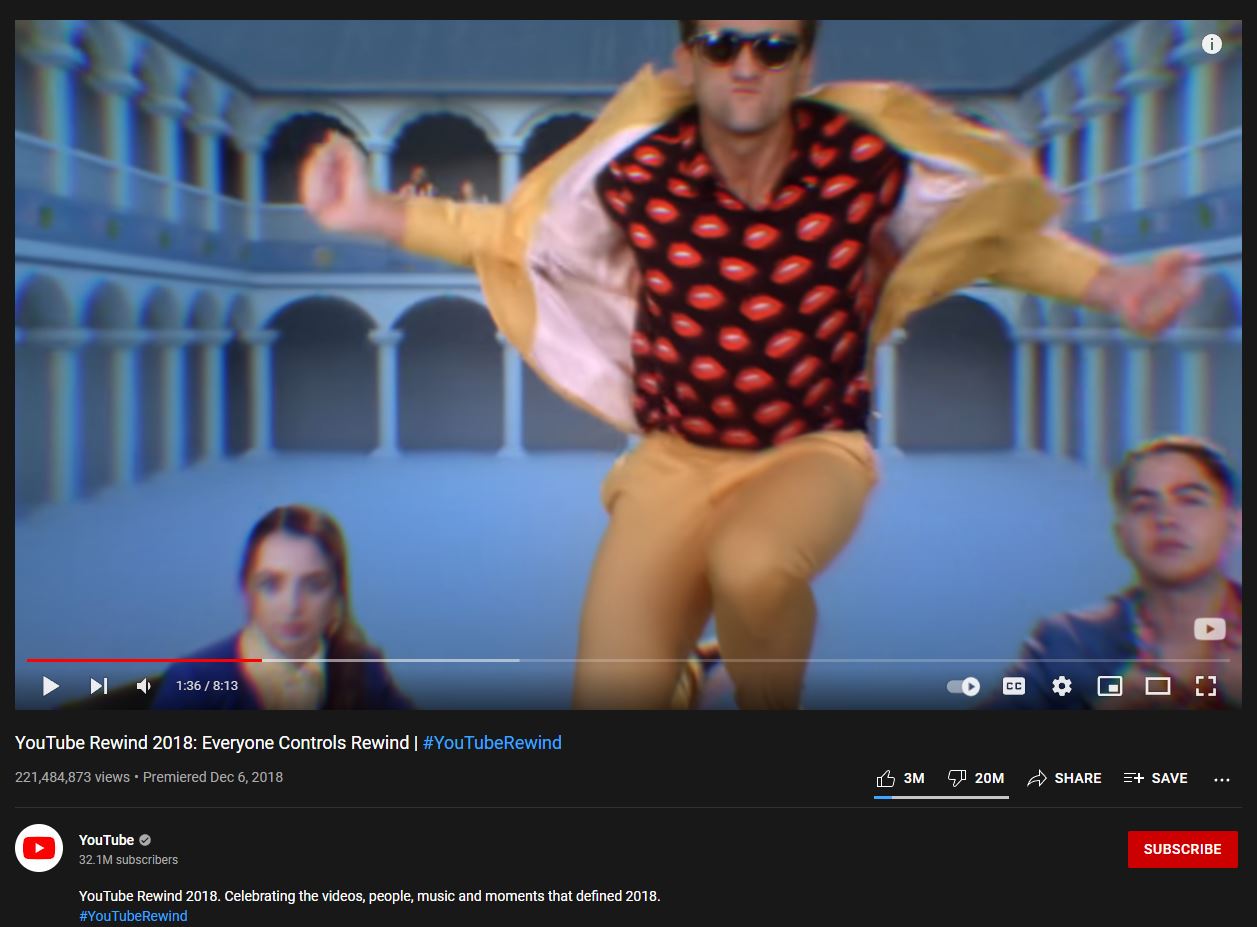 1:36 / 8:13
CC
YouTube Rewind 2018: Everyone Controls Rewind | #YouTubeRewind
221,484,873 views • Premiered Dec 6, 2018
3M 20M SHARE SAVE
YouTube
32.1M subscribers
SUBSCRIBE
YouTube Rewind 2018. Celebrating the videos, people, music and moments that defined 2018.
#YouTubeRewind